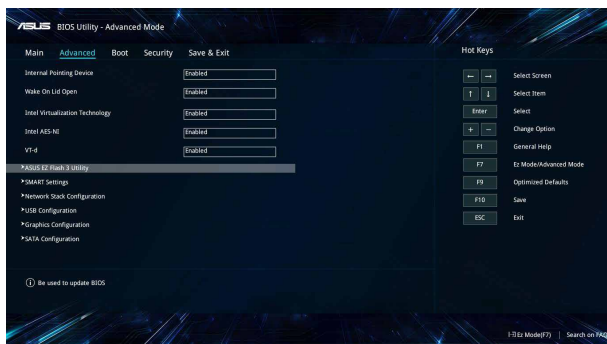 ASUS BIOS Utility - Advanced Mode
Main Advanced Boot Security Save & Exit
Internal Pointing Device Enabled
Wake On Lid Open Enabled
Intel Virtualization Technology Enabled
Intel AES-NI Enabled
VT-d Enabled
ASUS EZ Flash 3 Utility
SMART Settings
Network Stack Configuration
USB Configuration
Graphics Configuration
SATA Configuration
Be used to update BIOS
Hot Keys
← → Select Screen
↑ ↓ Select Item
Enter Select
+ − Change Option
F1 General Help
F7 Ez Mode/Advanced Mode
F9 Optimized Defaults
F10 Save
ESC Exit
Ez Mode(F7) | Search on FAQ